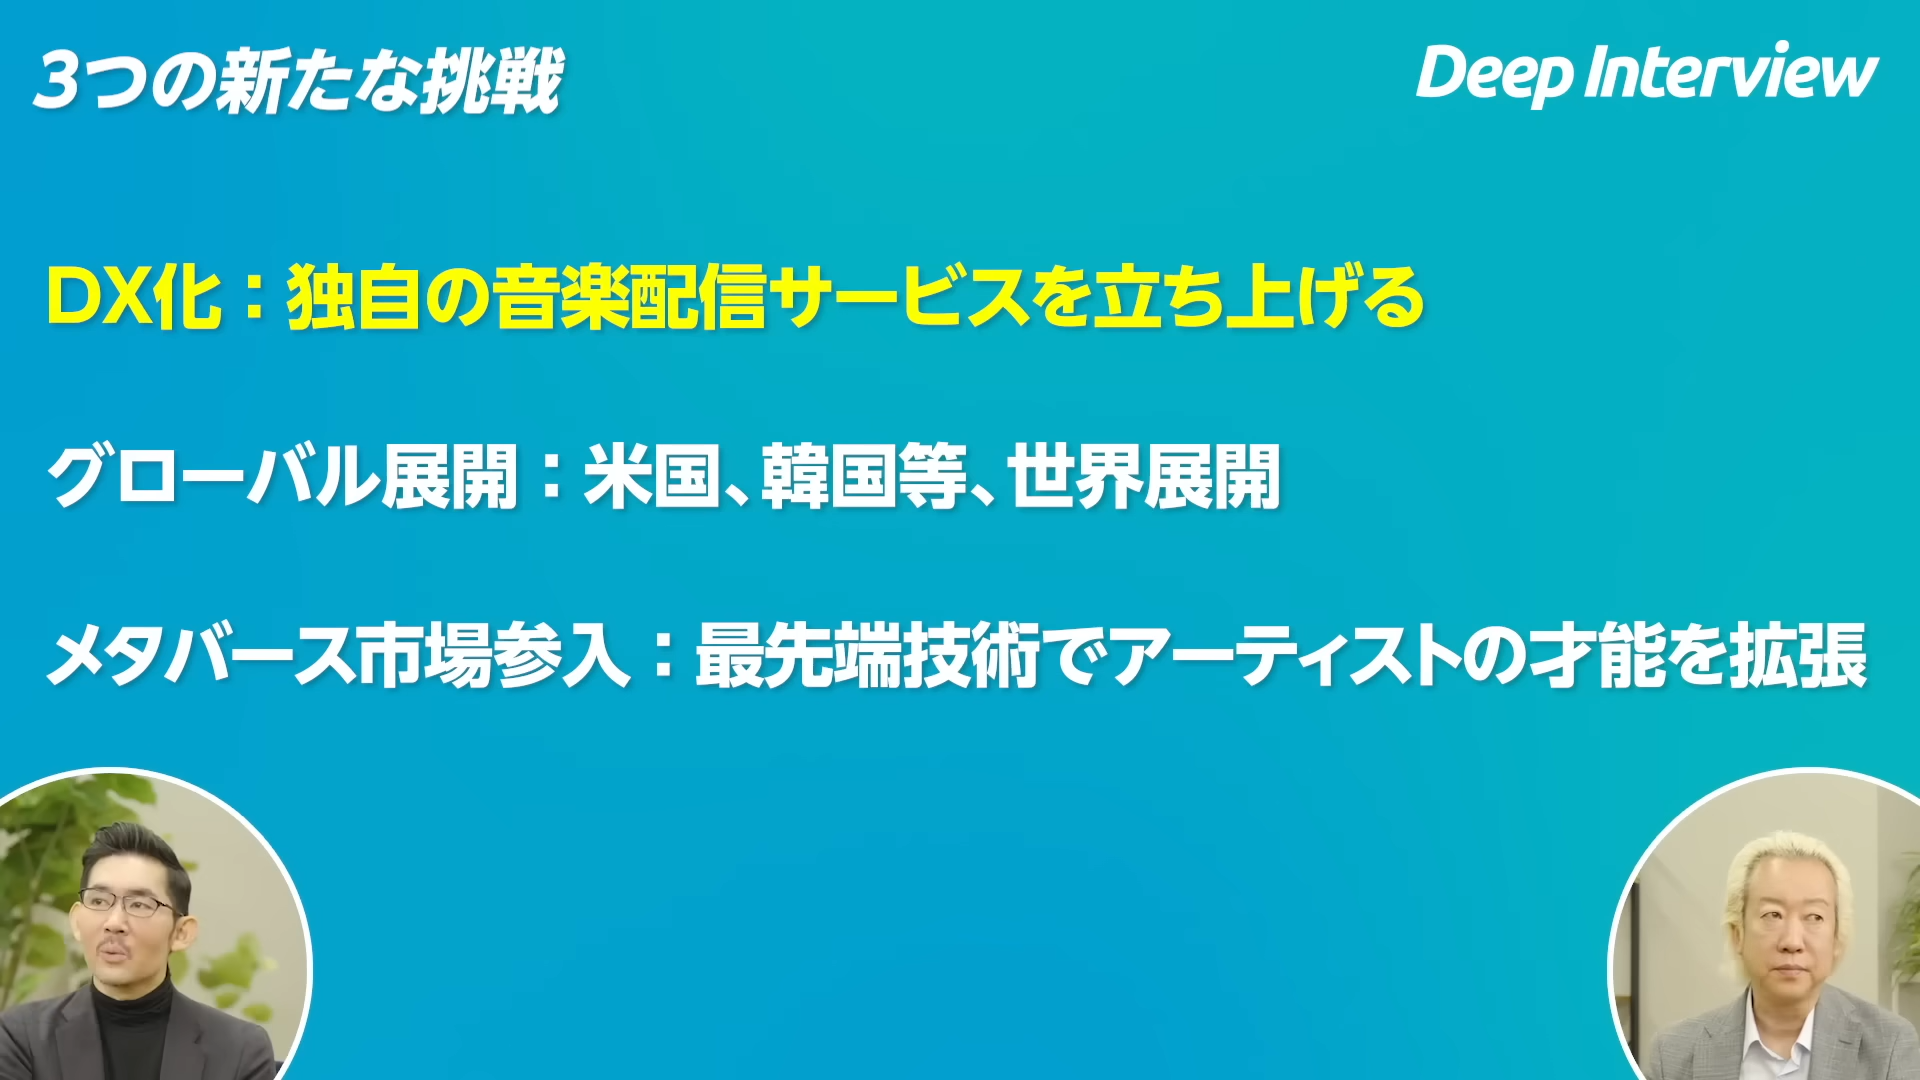 3つの新たな挑戦
Deep Interview
DX化：独自の音楽配信サービスを立ち上げる
グローバル展開：米国、韓国等、世界展開
メタバース市場参入：最先端技術でアーティストの才能を拡張